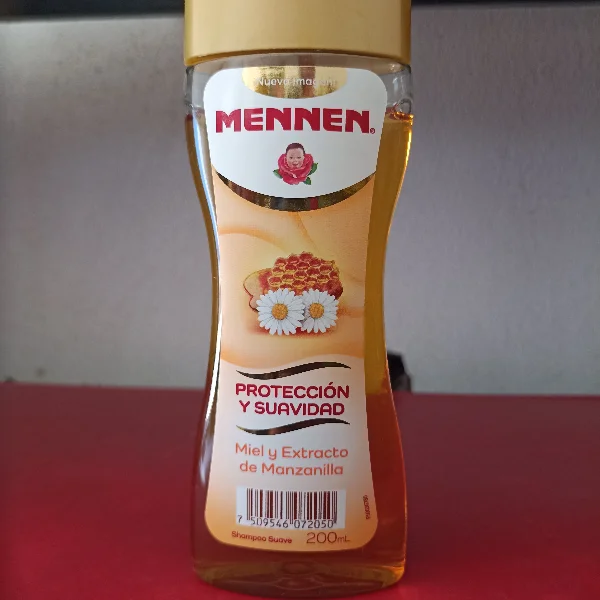 Nueva Imagen
MENNEN®
PROTECCIÓN
Y SUAVIDAD
Miel y Extracto
de Manzanilla
7 509546 072050
Shampoo Suave 200mL